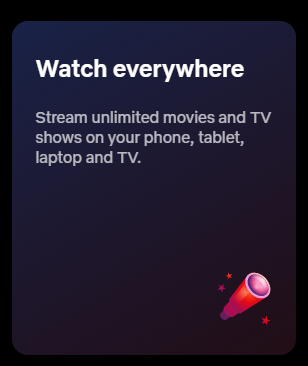 Watch everywhere
Stream unlimited movies and TV
shows on your phone, tablet,
laptop and TV.